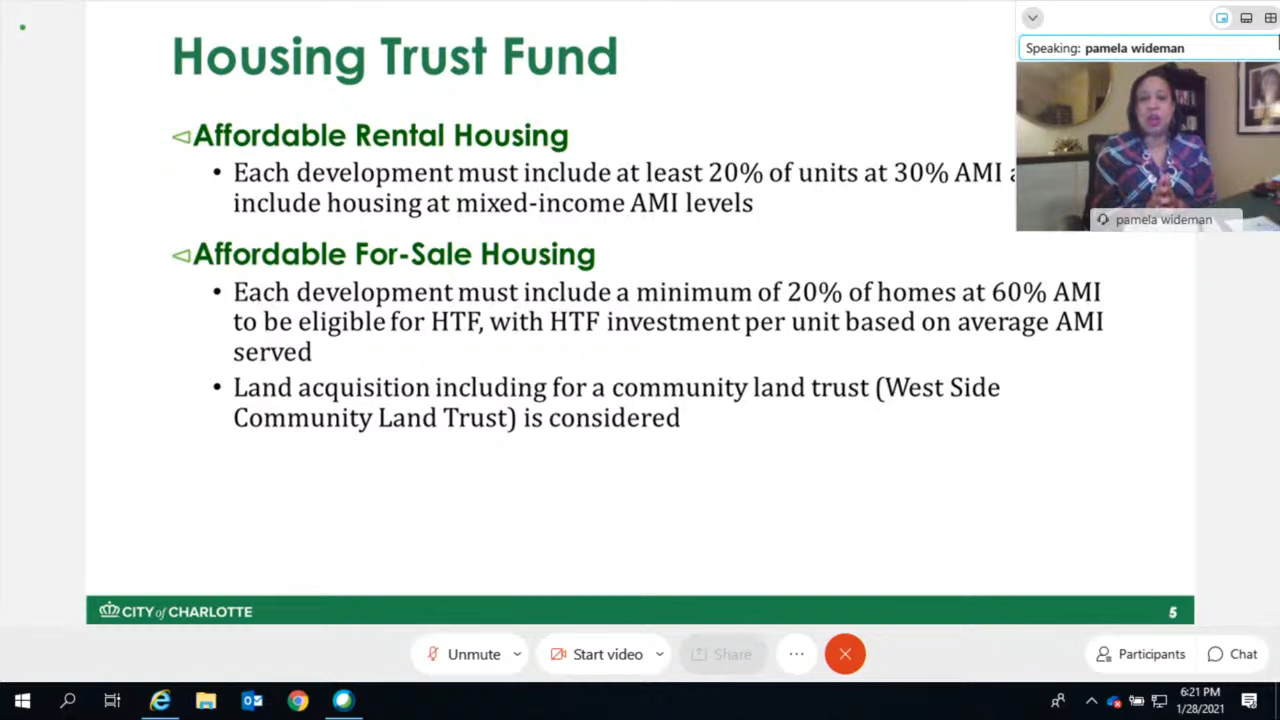 Housing Trust Fund
Speaking: pamela wideman
Affordable Rental Housing
Each development must include at least 20% of units at 30% AMI
include housing at mixed-income AMI levels
pamela wideman
Affordable For-Sale Housing
Each development must include a minimum of 20% of homes at 60% AMI
to be eligible for HTF, with HTF investment per unit based on average AMI
served
Land acquisition including for a community land trust (West Side
Community Land Trust) is considered
CITY of CHARLOTTE
5
Unmute
Start video
Share
Participants
Chat
6:21 PM
1/28/2021